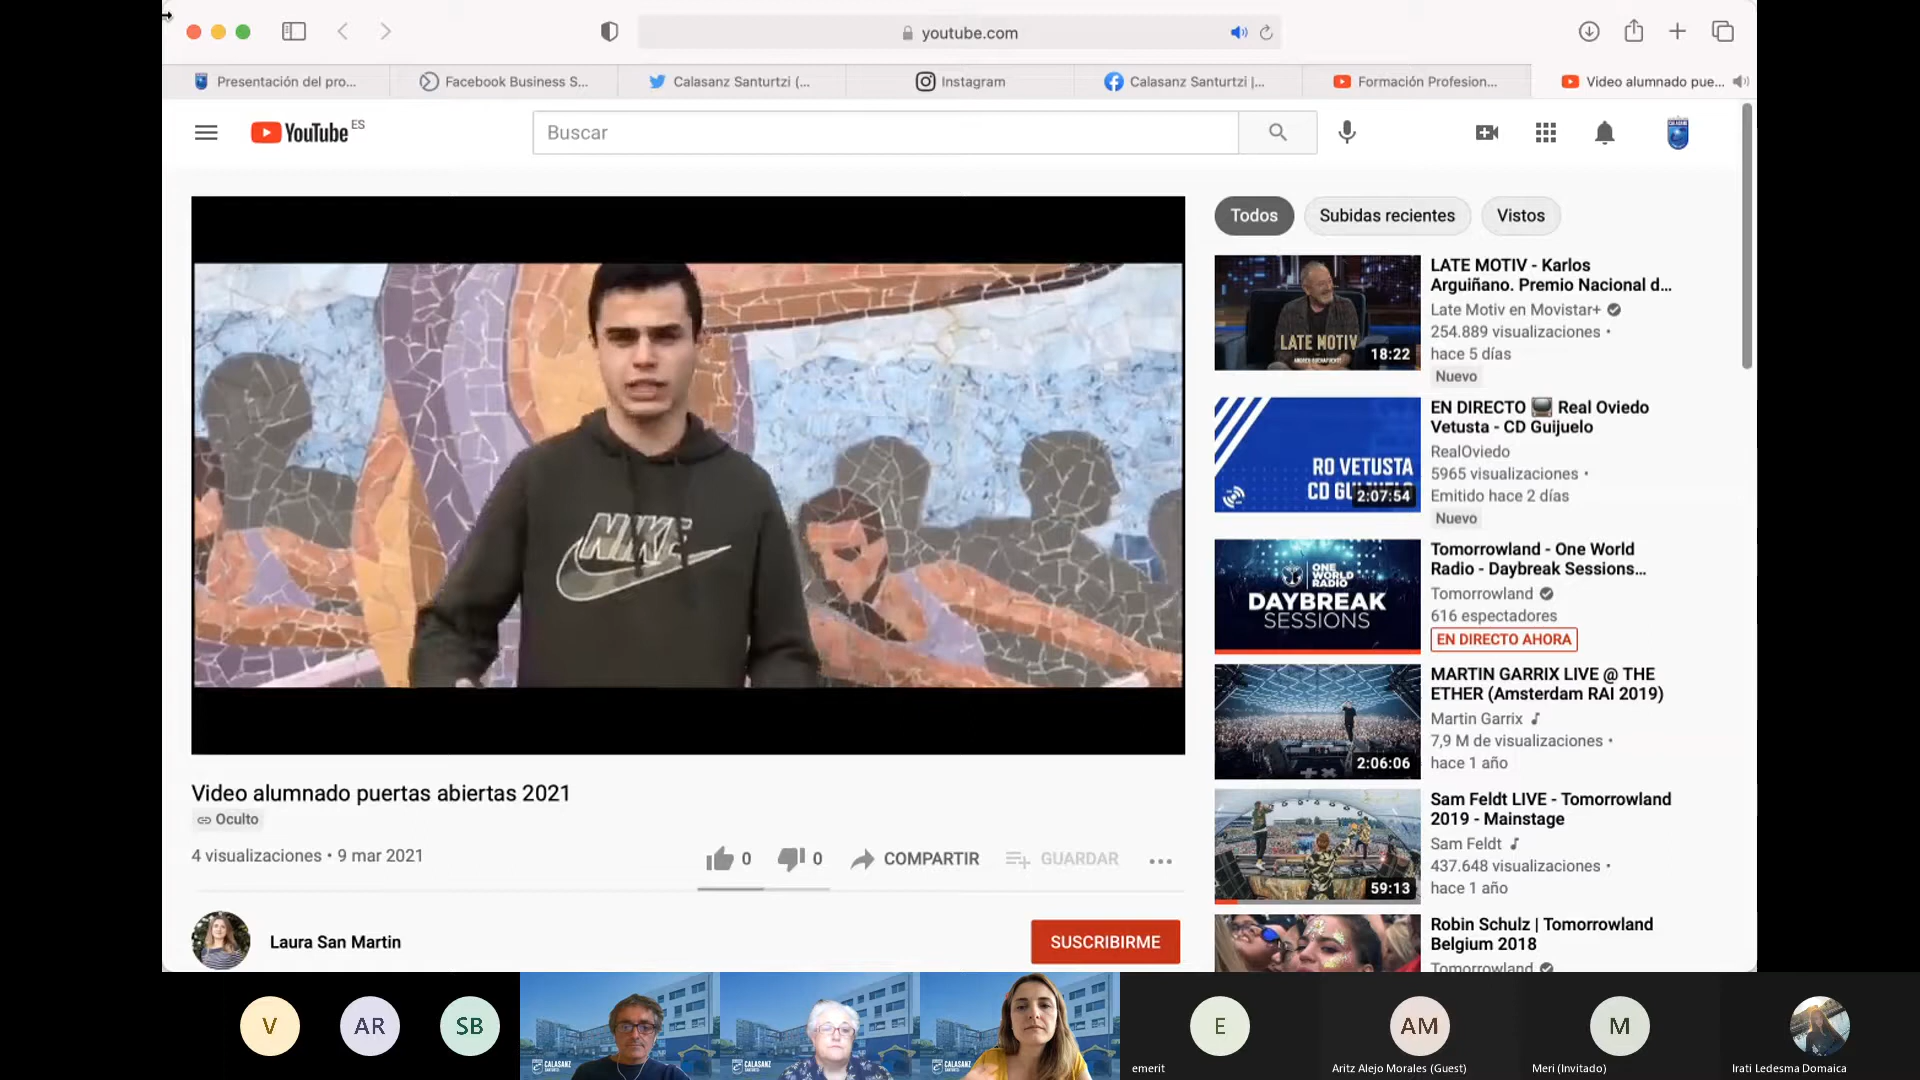 youtube.com
Presentación del pro...
Facebook Business S...
Calasanz Santurtzi (...
Instagram
Calasanz Santurtzi |...
Formación Profesion...
Video alumnado pue...
YouTube ES
Buscar
Todos
Subidas recientes
Vistos
NIKE
LATE MOTIV
18:22
LATE MOTIV - Karlos
Arguiñano. Premio Nacional d...
Late Motiv en Movistar+
254.889 visualizaciones •
hace 5 días
Nuevo
RO VETUSTA
CD GUIJUELO
2:07:54
EN DIRECTO 📺 Real Oviedo
Vetusta - CD Guijuelo
RealOviedo
5965 visualizaciones •
Emitido hace 2 días
Nuevo
ONE
WORLD
RADIO
DAYBREAK
SESSIONS
Tomorrowland - One World
Radio - Daybreak Sessions...
Tomorrowland
616 espectadores
EN DIRECTO AHORA
2:06:06
MARTIN GARRIX LIVE @ THE
ETHER (Amsterdam RAI 2019)
Martin Garrix
7,9 M de visualizaciones •
hace 1 año
59:13
Sam Feldt LIVE - Tomorrowland
2019 - Mainstage
Sam Feldt
437.648 visualizaciones •
hace 1 año
Robin Schulz | Tomorrowland
Belgium 2018
Tomorrowland
Video alumnado puertas abiertas 2021
Oculto
4 visualizaciones • 9 mar 2021
0
0
COMPARTIR
GUARDAR
Laura San Martin
SUSCRIBIRME
V
AR
SB
CALASANZ
CALASANZ
CALASANZ
E
emerit
AM
Aritz Alejo Morales (Guest)
M
Meri (Invitado)
Irati Ledesma Domaica